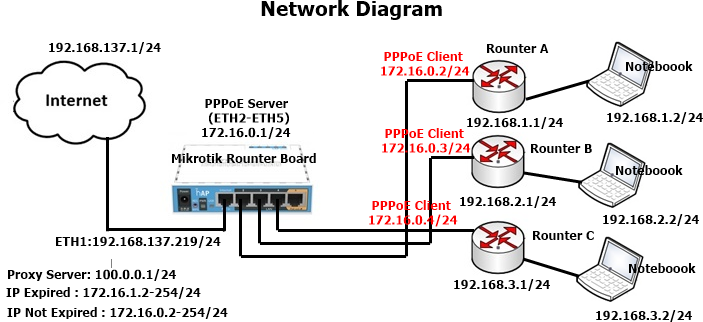 Network Diagram
192.168.137.1/24
Internet
PPPoE Server
(ETH2-ETH5)
172.16.0.1/24
Mikrotik Rounter Board
hAP
ETH1:192.168.137.219/24
Proxy Server: 100.0.0.1/24
IP Expired : 172.16.1.2-254/24
IP Not Expired : 172.16.0.2-254/24
PPPoE Client
172.16.0.2/24
Rounter A
192.168.1.1/24
Noteboook
192.168.1.2/24
PPPoE Client
172.16.0.3/24
Rounter B
192.168.2.1/24
Noteboook
192.168.2.2/24
PPPoE Client
172.16.0.4/24
Rounter C
192.168.3.1/24
Noteboook
192.168.3.2/24